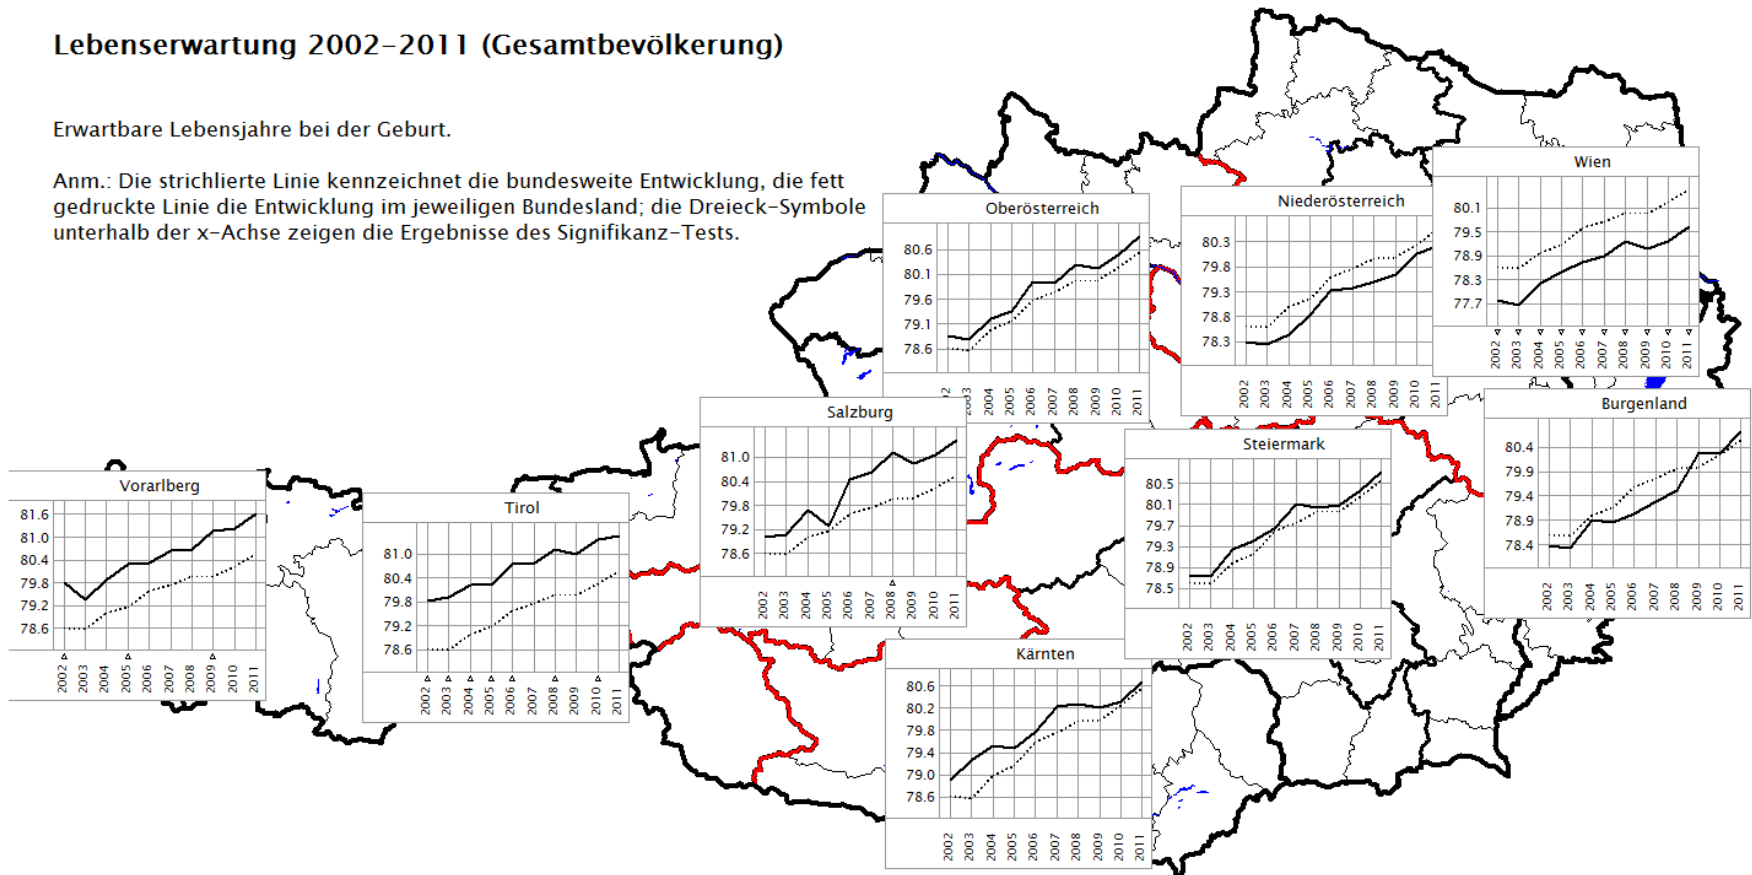 Lebenserwartung 2002-2011 (Gesamtbevölkerung)
Erwartbare Lebensjahre bei der Geburt.
Anm.: Die strichlierte Linie kennzeichnet die bundesweite Entwicklung, die fett
gedruckte Linie die Entwicklung im jeweiligen Bundesland; die Dreieck-Symbole
unterhalb der x-Achse zeigen die Ergebnisse des Signifikanz-Tests.
Wien
80.1
79.5
78.9
78.3
77.7
2002 2003 2004 2005 2006 2007 2008 2009 2010 2011
Niederösterreich
80.3
79.8
79.3
78.8
78.3
2002 2003 2004 2005 2006 2007 2008 2009 2010 2011
Oberösterreich
80.6
80.1
79.6
79.1
78.6
2004 2005 2006 2007 2008 2009 2010 2011
Burgenland
80.4
79.9
79.4
78.9
78.4
2002 2003 2004 2005 2006 2007 2008 2009 2010 2011
Salzburg
81.0
80.4
79.8
79.2
78.6
2002 2003 2004 2005 2006 2007 2008 2009 2010 2011
Steiermark
80.5
80.1
79.7
79.3
78.9
78.5
2002 2003 2004 2005 2006 2007 2008 2009 2010 2011
Vorarlberg
81.6
81.0
80.4
79.8
79.2
78.6
2002 2003 2004 2005 2006 2007 2008 2009 2010 2011
Tirol
81.0
80.4
79.8
79.2
78.6
2002 2003 2004 2005 2006 2007 2008 2009 2010 2011
Kärnten
80.6
80.2
79.8
79.4
79.0
78.6
2002 2003 2004 2005 2006 2007 2008 2009 2010 2011